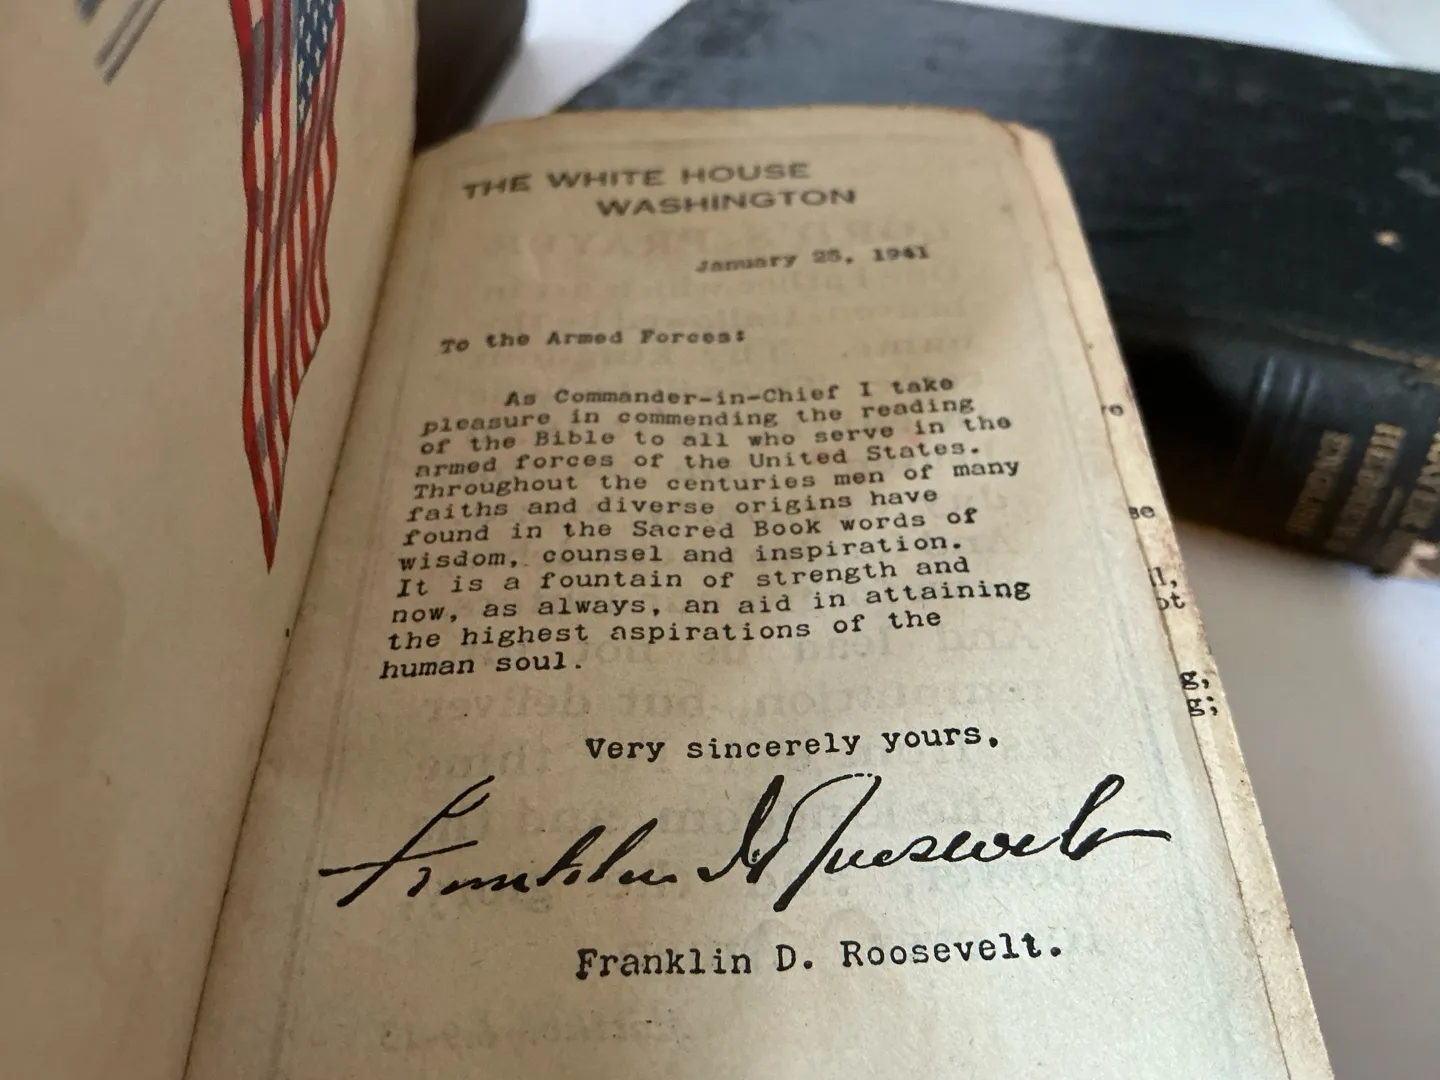 THE WHITE HOUSE
WASHINGTON
January 25, 1941
To the Armed Forces:
As Commander-in-Chief I take
pleasure in commending the reading
of the Bible to all who serve in the
armed forces of the United States.
Throughout the centuries men of many
faiths and diverse origins have
found in the Sacred Book words of
wisdom, counsel and inspiration.
It is a fountain of strength and
now, as always, an aid in attaining
the highest aspirations of the
human soul.
Very sincerely yours,
Franklin D Roosevelt
Franklin D. Roosevelt.